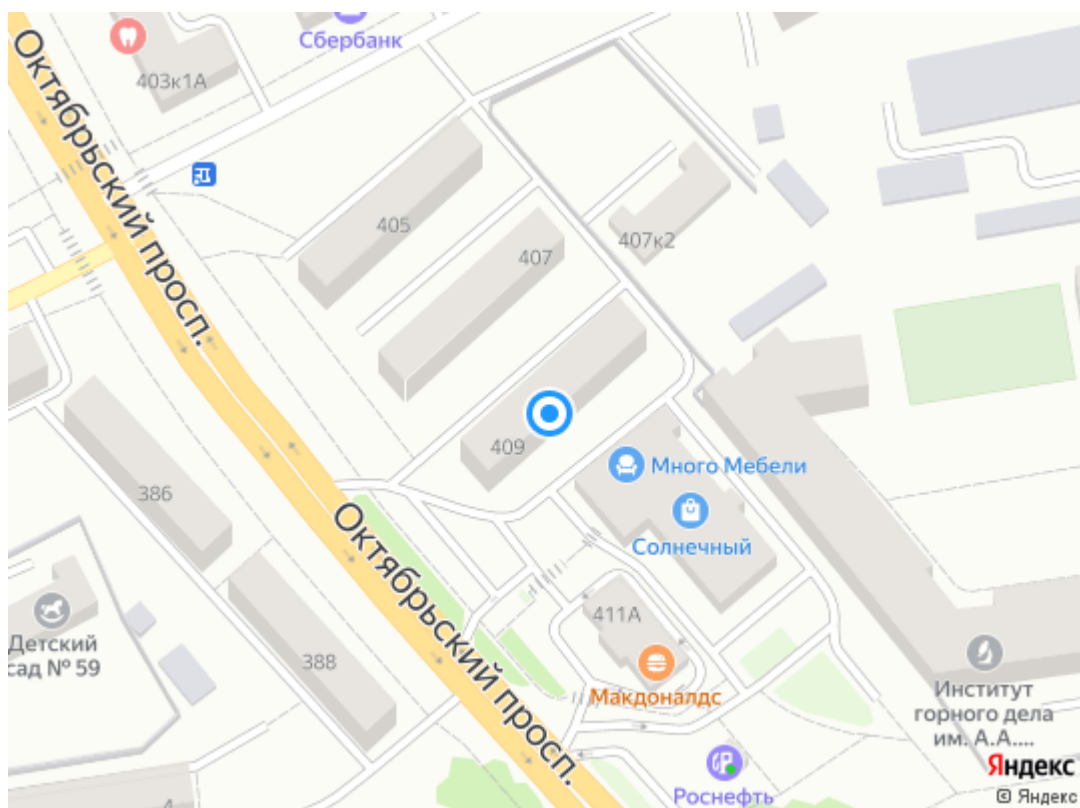 Сбербанк
403к1А
Октябрьский просп.
405
407
407к2
409
386
Много Мебели
Солнечный
Октябрьский просп.
411А
Макдоналдс
388
Детский
сад № 59
Институт
горного дела
им. А.А....
Роснефть
4
Яндекс
© Яндекс